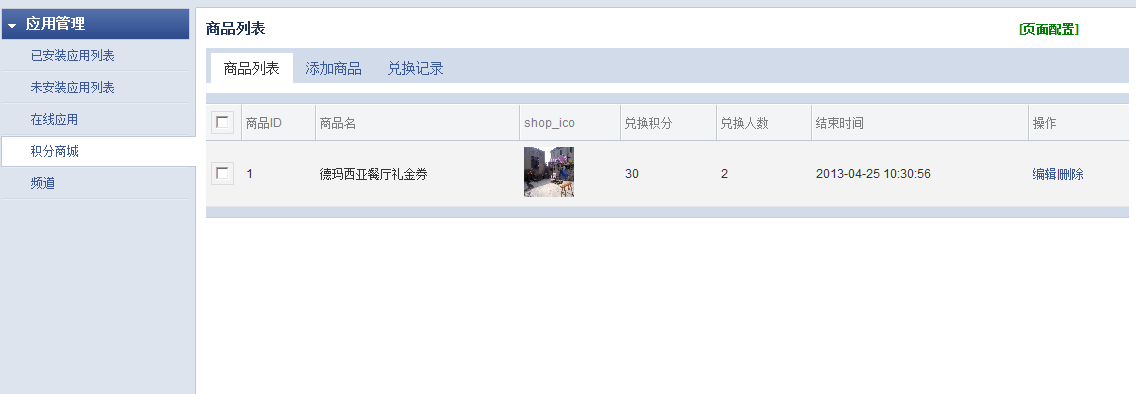 应用管理
已安装应用列表
未安装应用列表
在线应用
积分商城
频道
商品列表 [页面配置]
商品列表 添加商品 兑换记录
商品ID 商品名 shop_ico 兑换积分 兑换人数 结束时间 操作
1 德玛西亚餐厅礼金券 30 2 2013-04-25 10:30:56 编辑|删除